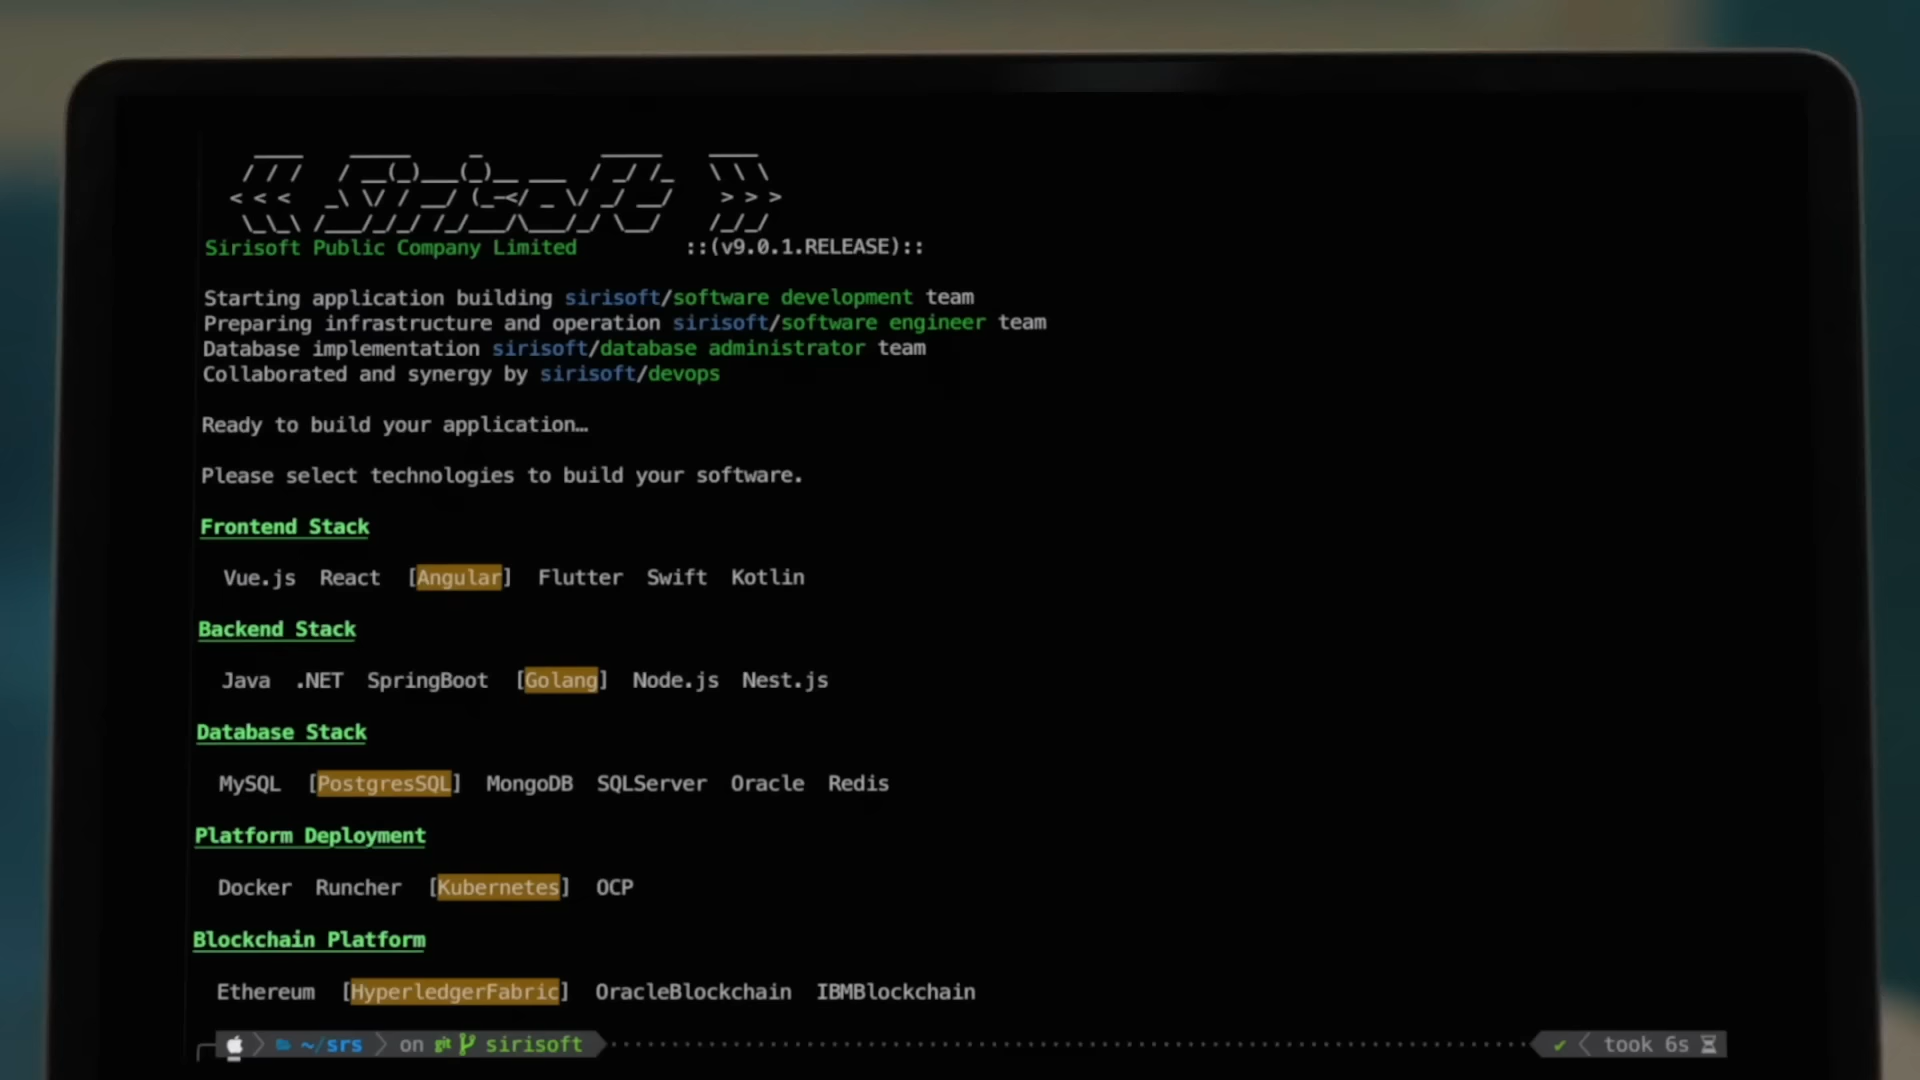 Sirisoft
Sirisoft Public Company Limited ::(v9.0.1.RELEASE)::
Starting application building sirisoft/software development team
Preparing infrastructure and operation sirisoft/software engineer team
Database implementation sirisoft/database administrator team
Collaborated and synergy by sirisoft/devops
Ready to build your application…
Please select technologies to build your software.
Frontend Stack
Vue.js React [Angular] Flutter Swift Kotlin
Backend Stack
Java .NET SpringBoot [Golang] Node.js Nest.js
Database Stack
MySQL [PostgresSQL] MongoDB SQLServer Oracle Redis
Platform Deployment
Docker Runcher [Kubernetes] OCP
Blockchain Platform
Ethereum [HyperledgerFabric] OracleBlockchain IBMBlockchain
~/srs on git sirisoft took 6s